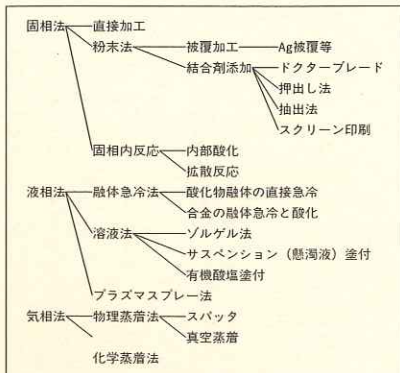 固相法 直接加工
粉末法 被覆加工 Ag被覆等
結合剤添加 ドクターブレード
押出し法
抽出法
スクリーン印刷
固相内反応 内部酸化
拡散反応
液相法 融体急冷法 酸化物融体の直接急冷
合金の融体急冷と酸化
溶液法 ゾルゲル法
サスペンション（懸濁液）塗付
有機酸塩塗付
プラズマスプレー法
気相法 物理蒸着法 スパッタ
真空蒸着
化学蒸着法